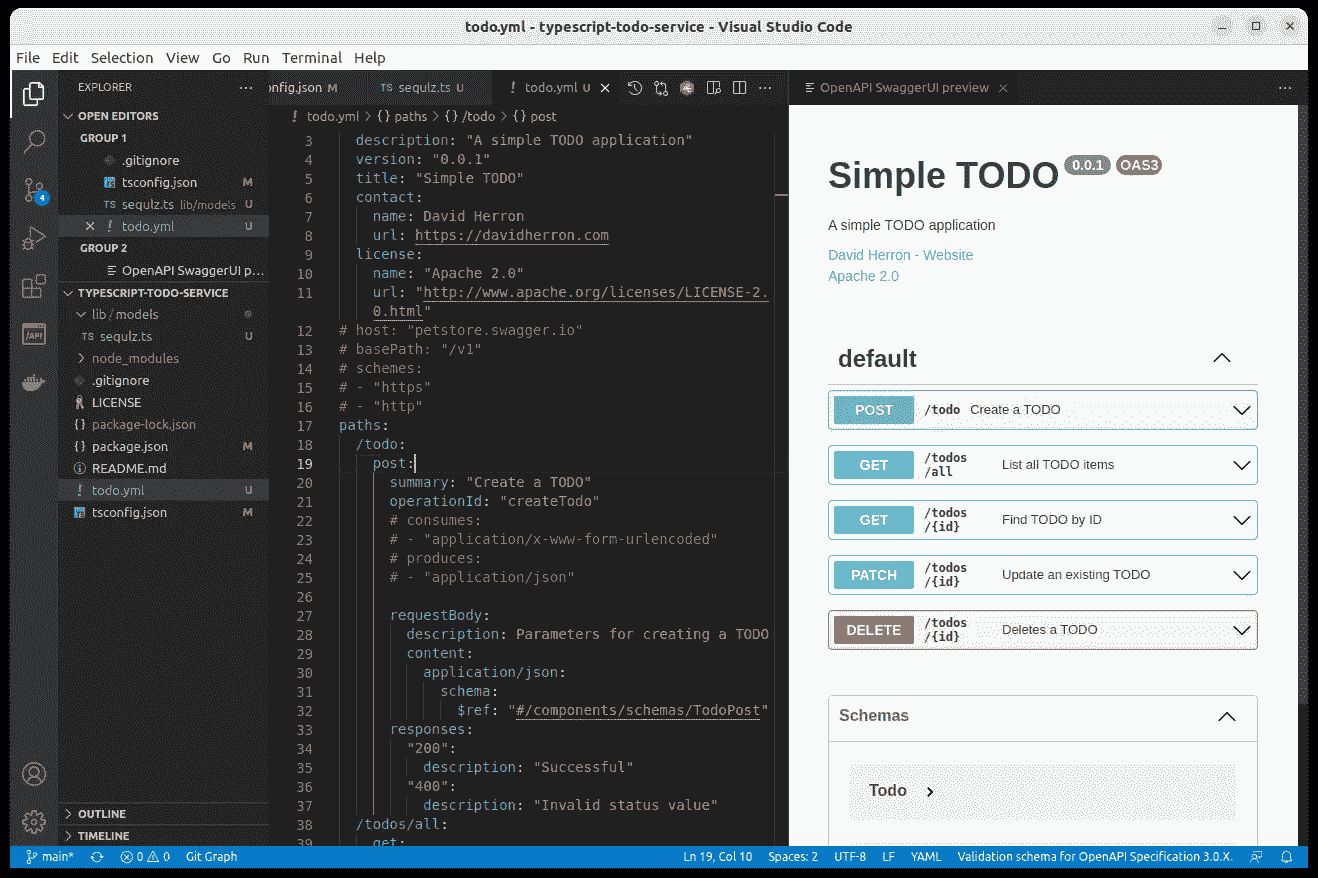 todo.yml - typescript-todo-service - Visual Studio Code
File Edit Selection View Go Run Terminal Help
EXPLORER
OPEN EDITORS
GROUP 1
.gitignore
tsconfig.json M
TS sequlz.ts lib/models U
! todo.yml U
GROUP 2
OpenAPI SwaggerUI p...
TYPESCRIPT-TODO-SERVICE
lib / models
TS sequlz.ts U
node_modules
.gitignore
LICENSE
{} package-lock.json
{} package.json M
README.md
! todo.yml U
tsconfig.json M
OUTLINE
TIMELINE
4
/API
onfig.json M
TS sequlz.ts U
! todo.yml U
! todo.yml > {} paths > {} /todo > {} post
3 description: "A simple TODO application"
4 version: "0.0.1"
5 title: "Simple TODO"
6 contact:
7 name: David Herron
8 url: https://davidherron.com
9 license:
10 name: "Apache 2.0"
11 url: "http://www.apache.org/licenses/LICENSE-2.
0.html"
12 # host: "petstore.swagger.io"
13 # basePath: "/v1"
14 # schemes:
15 # - "https"
16 # - "http"
17 paths:
18 /todo:
19 post:
20 summary: "Create a TODO"
21 operationId: "createTodo"
22 # consumes:
23 # - "application/x-www-form-urlencoded"
24 # produces:
25 # - "application/json"
26
27 requestBody:
28 description: Parameters for creating a TODO
29 content:
30 application/json:
31 schema:
32 $ref: "#/components/schemas/TodoPost"
33 responses:
34 "200":
35 description: "Successful"
36 "400":
37 description: "Invalid status value"
38 /todos/all:
39 get:
OpenAPI SwaggerUI preview
Simple TODO 0.0.1 OAS3
A simple TODO application
David Herron - Website
Apache 2.0
default
POST /todo Create a TODO
GET /todos
/all List all TODO items
GET /todos
/{id} Find TODO by ID
PATCH /todos
/{id} Update an existing TODO
DELETE /todos
/{id} Deletes a TODO
Schemas
Todo
main* 0 0 Git Graph
Ln 19, Col 10 Spaces: 2 UTF-8 LF YAML Validation schema for OpenAPI Specification 3.0.X.